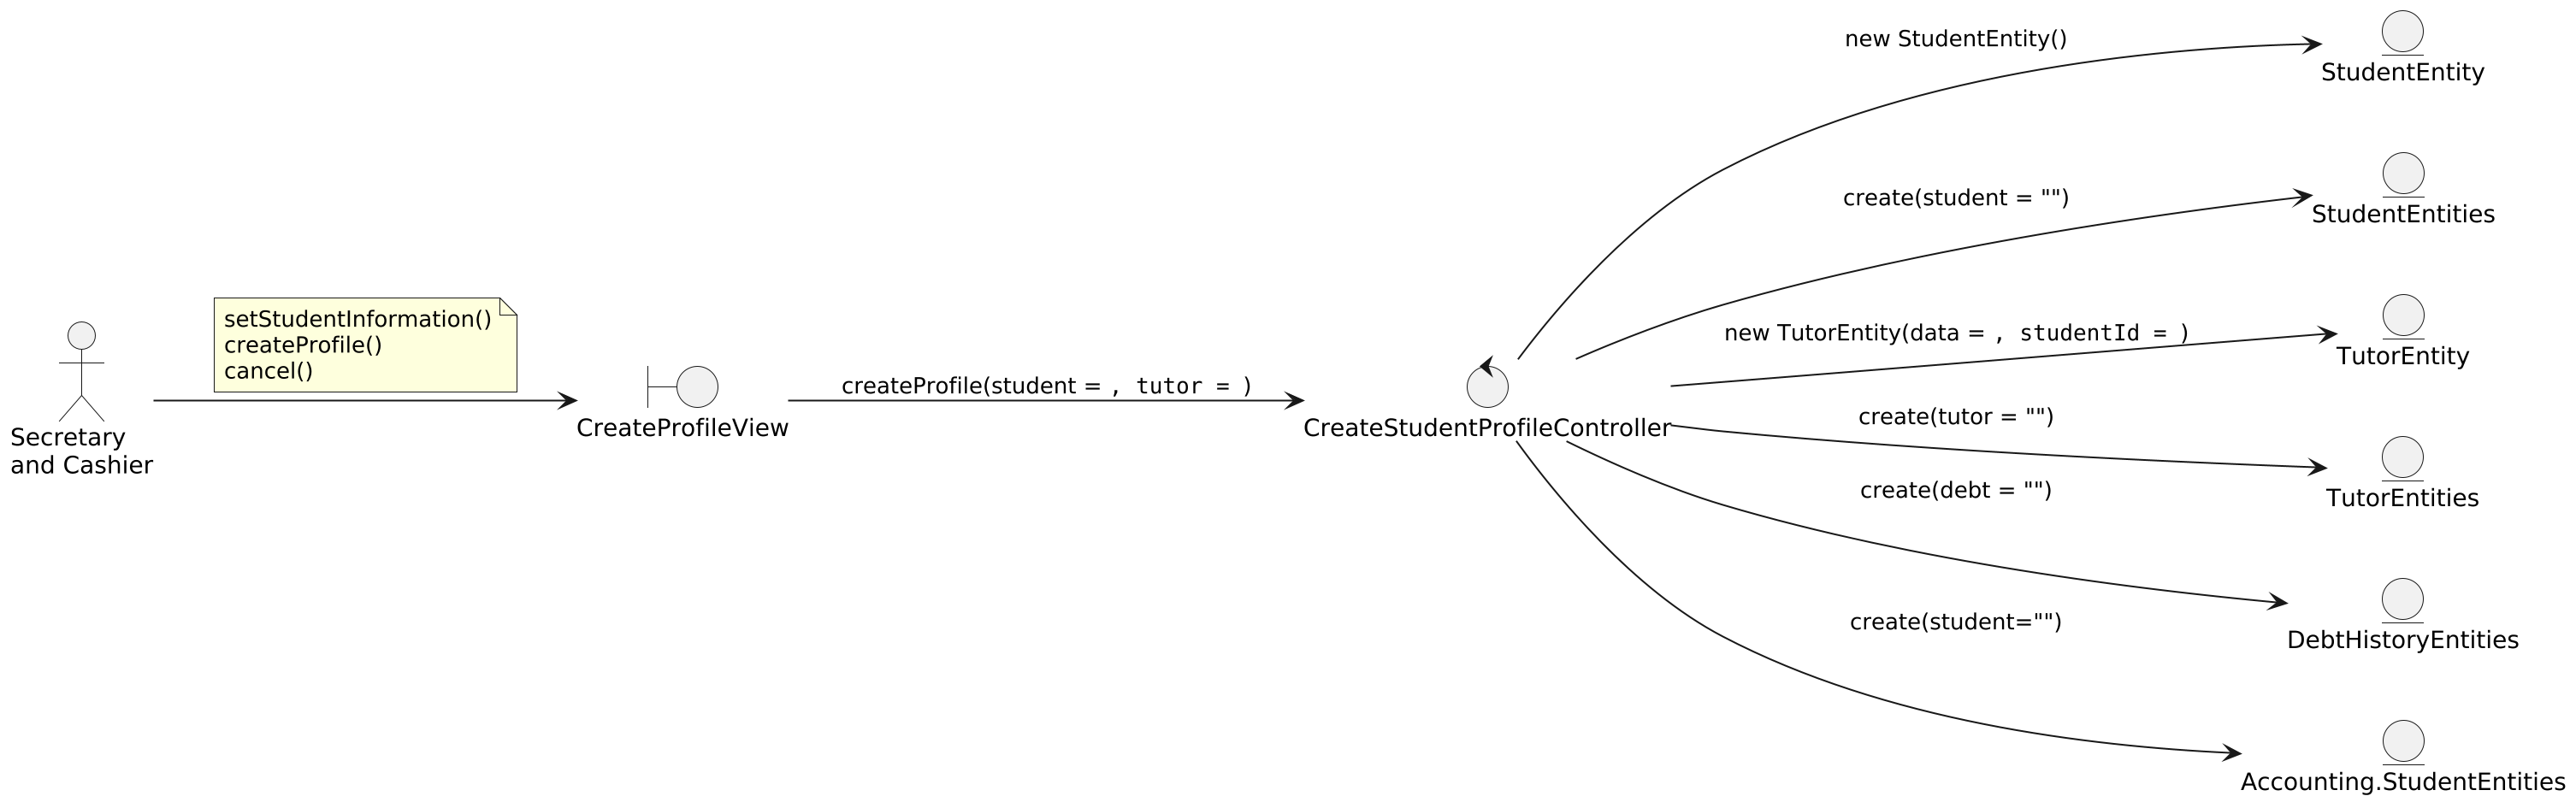 new StudentEntity()
StudentEntity
create(student = "")
StudentEntities
setStudentInformation()
createProfile()
cancel()
new TutorEntity(data = , studentId = )
TutorEntity
createProfile(student = , tutor = )
Secretary
and Cashier
CreateProfileView
CreateStudentProfileController
create(tutor = "")
TutorEntities
create(debt = "")
DebtHistoryEntities
create(student="")
Accounting.StudentEntities